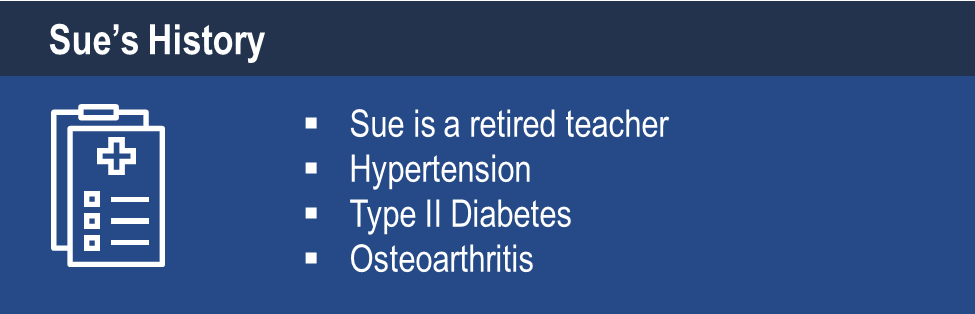 Sue’s History
▪ Sue is a retired teacher
▪ Hypertension
▪ Type II Diabetes
▪ Osteoarthritis